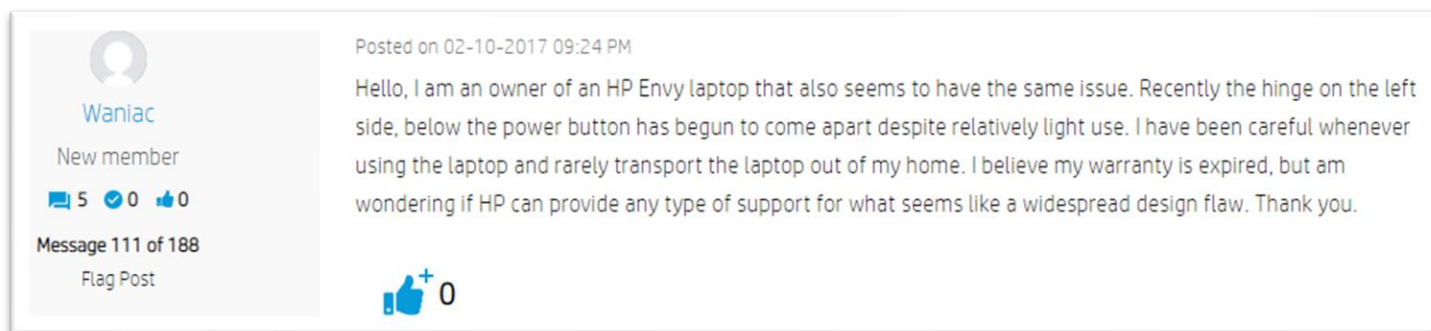 Waniac
New member
5 0 0
Message 111 of 188
Flag Post
Posted on 02-10-2017 09:24 PM
Hello, I am an owner of an HP Envy laptop that also seems to have the same issue. Recently the hinge on the left
side, below the power button has begun to come apart despite relatively light use. I have been careful whenever
using the laptop and rarely transport the laptop out of my home. I believe my warranty is expired, but am
wondering if HP can provide any type of support for what seems like a widespread design flaw. Thank you.
0